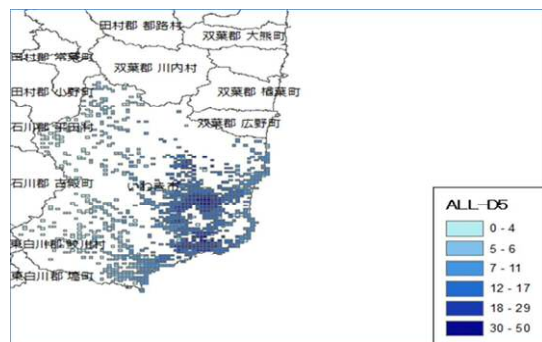 田村郡 都路村
双葉郡 大熊町
田村郡 常葉町
双葉郡 川内村
田村郡 小野町
双葉郡 楢葉町
双葉郡 広野町
石川郡 平田村
石川郡 古殿町
いわき市
東白川郡 鮫川村
東白川郡 塙町
ALL-D5
0 - 4
5 - 6
7 - 11
12 - 17
18 - 29
30 - 50